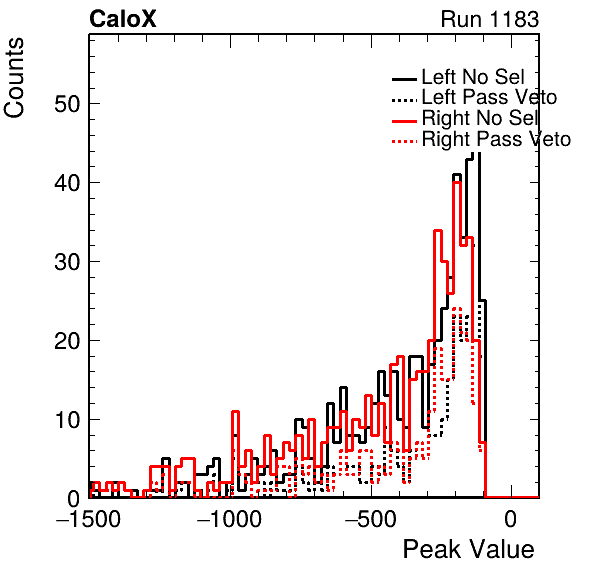 CaloX Run 1183
Counts
Left No Sel
Left Pass Veto
Right No Sel
Right Pass Veto
50
40
30
20
10
0
−1500 −1000 −500 0
Peak Value